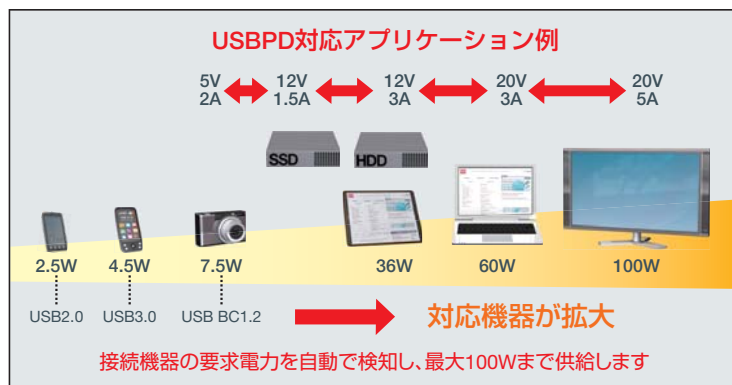 USBPD対応アプリケーション例
5V 12V 12V 20V 20V
2A 1.5A 3A 3A 5A
SSD HDD
2.5W 4.5W 7.5W 36W 60W 100W
USB2.0 USB3.0 USB BC1.2 対応機器が拡大
接続機器の要求電力を自動で検知し、最大100Wまで供給します